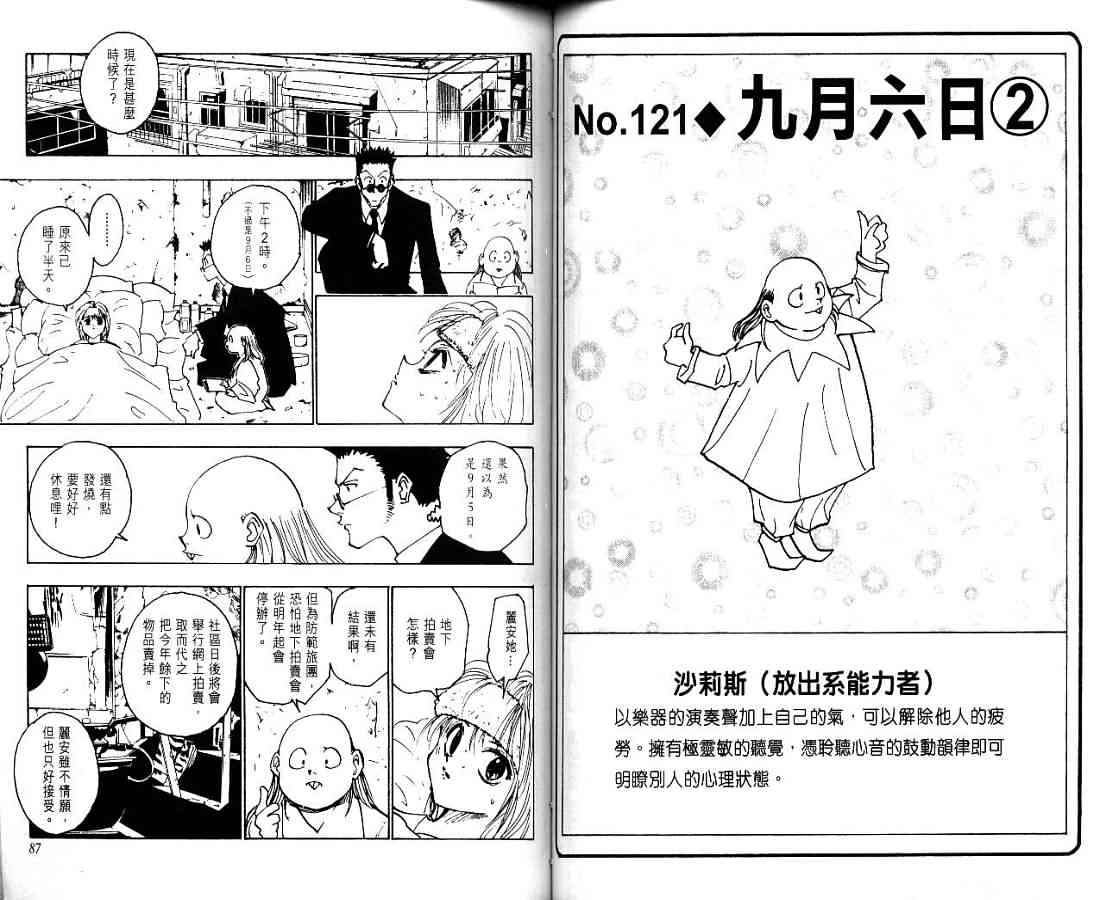 No.121◆九月六日②
沙莉斯（放出系能力者）
以樂器的演奏聲加上自己的氣，可以解除他人的疲
勞。擁有極靈敏的聽覺，憑聆聽心音的鼓動韻律即可
明瞭別人的心理狀態。
現在是甚麼
時候了？
下午2時。
（不過是9月6日）
………
原來已
睡了半天。
果然
還以為
是9月5日。
還有點
發燒，
要好好
休息哩！
麗安她…
地下
拍賣會
怎樣？
還未有
結果啊，
但為防範旅團，
恐怕地下拍賣會
從明年起會
停辦了。
社區日後將會
舉行網上拍賣，
取而代之
把今年餘下的
物品賣掉。
麗安雖不情願，
但也只好接受。
87